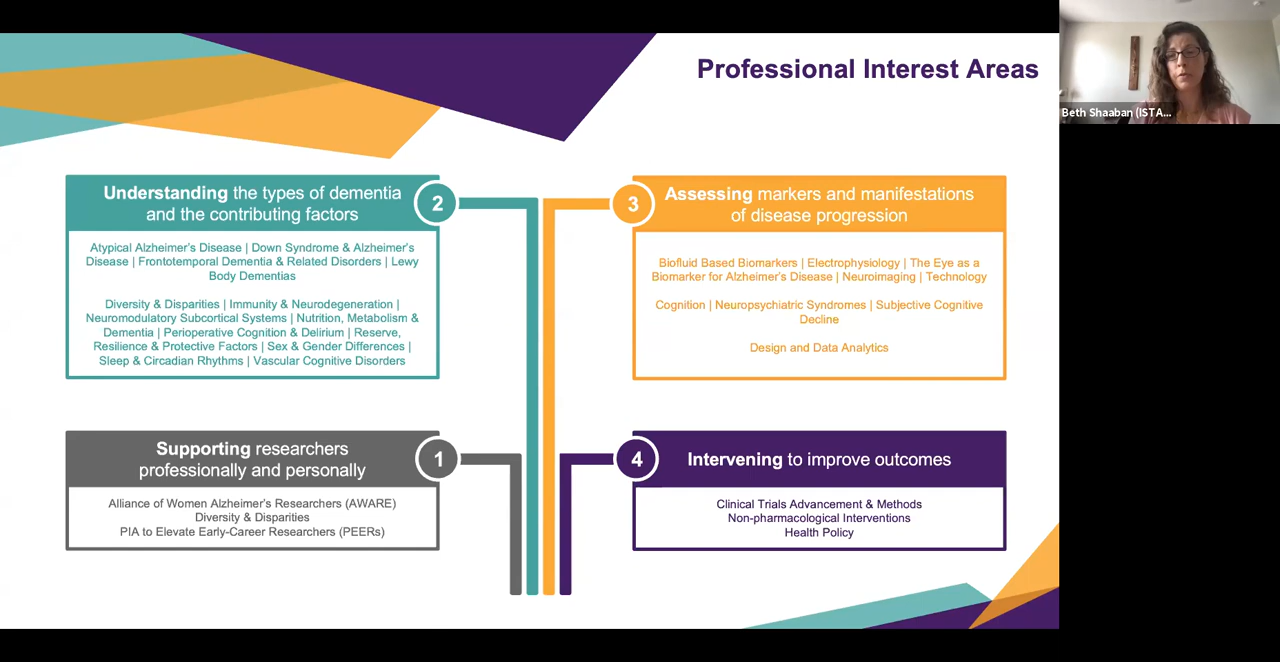 Professional Interest Areas
Beth Shaaban (ISTA...
Understanding the types of dementia
and the contributing factors
2
Atypical Alzheimer's Disease | Down Syndrome & Alzheimer's
Disease | Frontotemporal Dementia & Related Disorders | Lewy
Body Dementias
Diversity & Disparities | Immunity & Neurodegeneration |
Neuromodulatory Subcortical Systems | Nutrition, Metabolism &
Dementia | Perioperative Cognition & Delirium | Reserve,
Resilience & Protective Factors | Sex & Gender Differences |
Sleep & Circadian Rhythms | Vascular Cognitive Disorders
3
Assessing markers and manifestations
of disease progression
Biofluid Based Biomarkers | Electrophysiology | The Eye as a
Biomarker for Alzheimer's Disease | Neuroimaging | Technology
Cognition | Neuropsychiatric Syndromes | Subjective Cognitive
Decline
Design and Data Analytics
Supporting researchers
professionally and personally
1
Alliance of Women Alzheimer's Researchers (AWARE)
Diversity & Disparities
PIA to Elevate Early-Career Researchers (PEERs)
4
Intervening to improve outcomes
Clinical Trials Advancement & Methods
Non-pharmacological Interventions
Health Policy